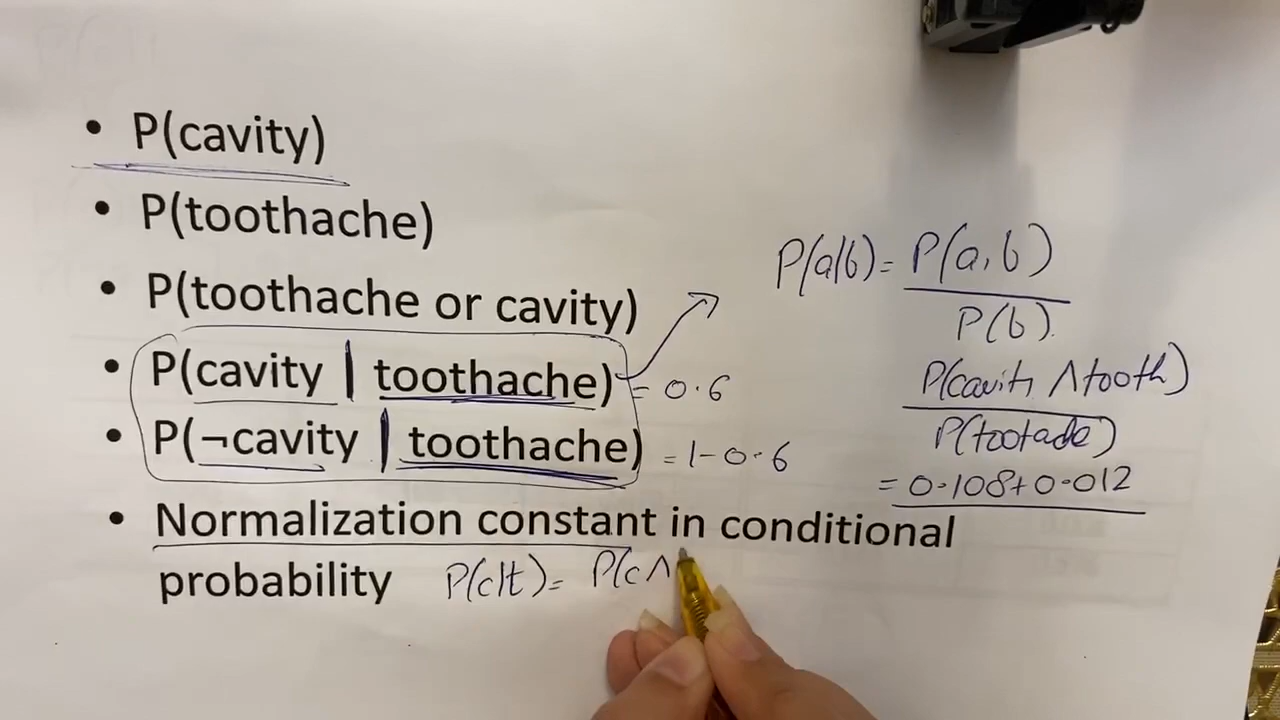 • P(cavity)
• P(toothache)
• P(toothache or cavity)
• P(cavity | toothache) = 0.6
• P(¬cavity | toothache) = 1-0.6
• Normalization constant in conditional
probability P(c|t) = P(c ∧
P(a|b) = P(a,b)
P(b).
P(cavity ∧ tooth)
P(tootache)
= 0.108+0.012